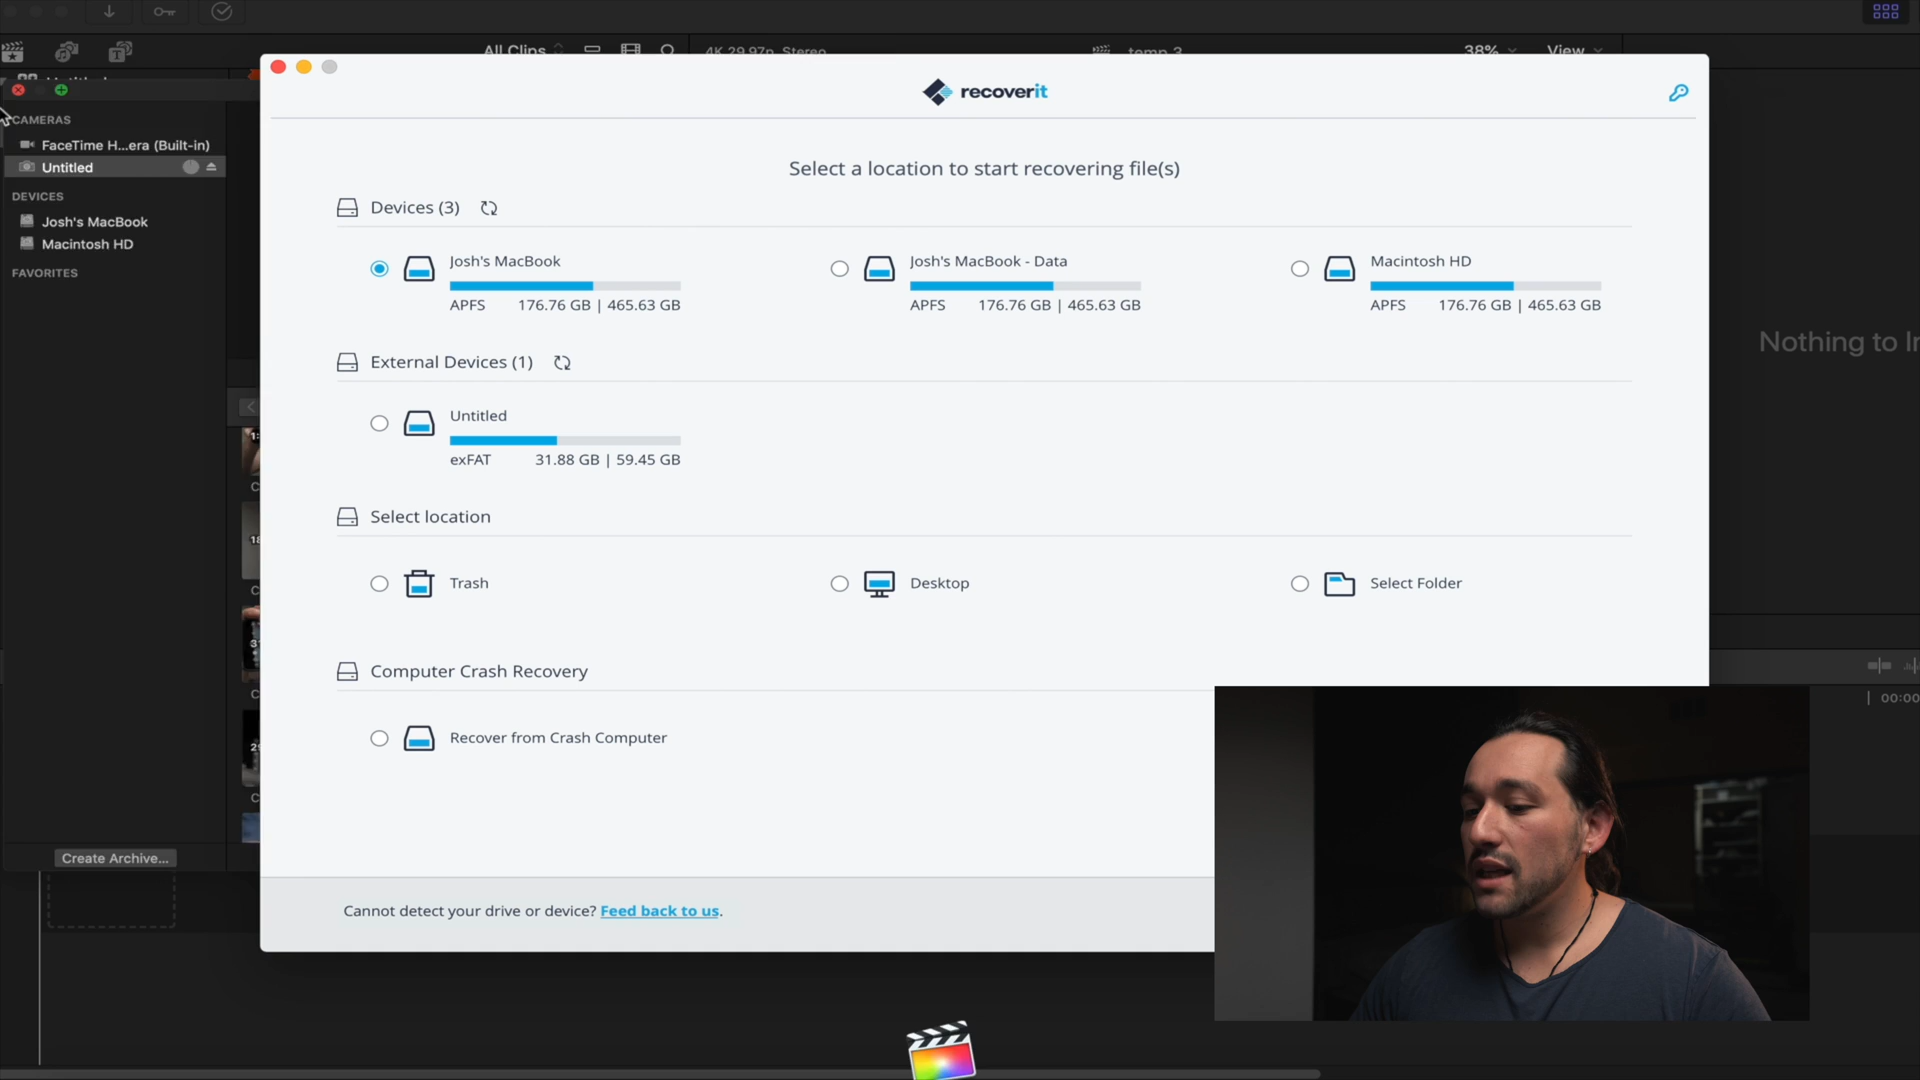 All Clips
4K 29.97p, Stereo
temp 3
38%
View
CAMERAS
FaceTime H...era (Built-in)
Untitled
DEVICES
Josh's MacBook
Macintosh HD
FAVORITES
Create Archive...
recoverit
Select a location to start recovering file(s)
Devices (3)
Josh's MacBook
APFS 176.76 GB | 465.63 GB
Josh's MacBook - Data
APFS 176.76 GB | 465.63 GB
Macintosh HD
APFS 176.76 GB | 465.63 GB
External Devices (1)
Untitled
exFAT 31.88 GB | 59.45 GB
Select location
Trash
Desktop
Select Folder
Computer Crash Recovery
Recover from Crash Computer
Cannot detect your drive or device? Feed back to us.
Nothing to
00:00